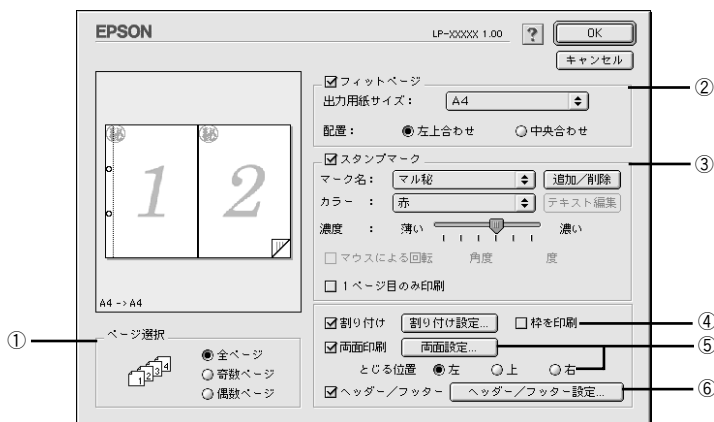 EPSON
LP-XXXXX 1.00
?
OK
キャンセル
㊙
㊙
1
2
A4 -> A4
① ページ選択
1 2 3 4
全ページ
奇数ページ
偶数ページ
フィットページ ②
出力用紙サイズ： A4
配置： 左上合わせ 中央合わせ
スタンプマーク ③
マーク名： マル秘 追加／削除
カラー ： 赤 テキスト編集
濃度 ： 薄い 濃い
マウスによる回転 角度 度
1ページ目のみ印刷
割り付け 割り付け設定... 枠を印刷 ④
両面印刷 両面設定... ⑤
とじる位置 左 上 右
ヘッダー／フッター ヘッダー／フッター設定... ⑥